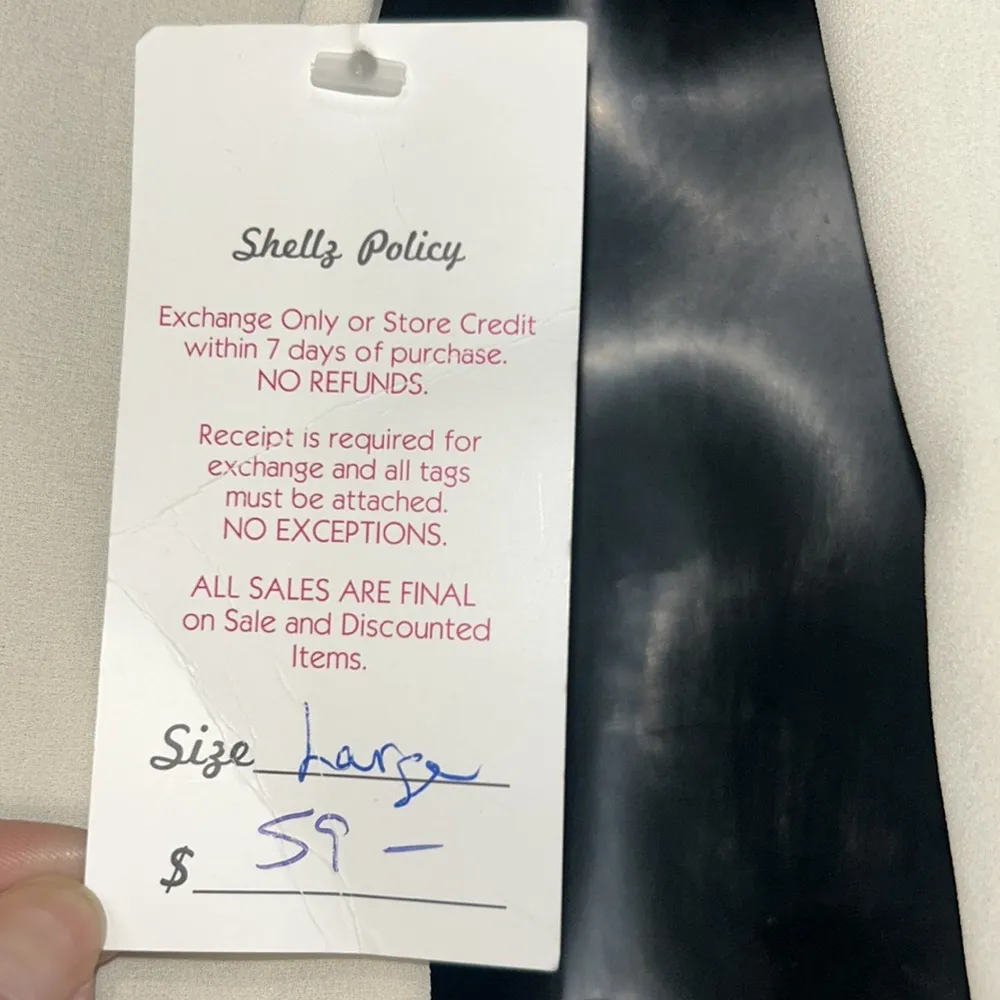 Shellz Policy
Exchange Only or Store Credit
within 7 days of purchase.
NO REFUNDS.
Receipt is required for
exchange and all tags
must be attached.
NO EXCEPTIONS.
ALL SALES ARE FINAL
on Sale and Discounted
Items.
Size Large
$ 59 -